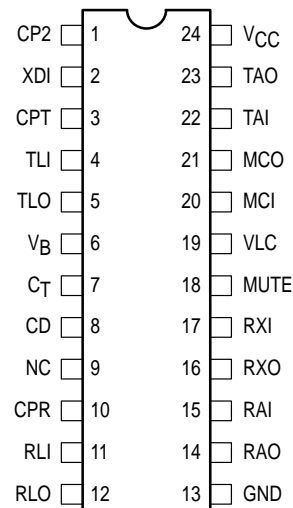 CP2 1 24 VCC
XDI 2 23 TAO
CPT 3 22 TAI
TLI 4 21 MCO
TLO 5 20 MCI
VB 6 19 VLC
CT 7 18 MUTE
CD 8 17 RXI
NC 9 16 RXO
CPR 10 15 RAI
RLI 11 14 RAO
RLO 12 13 GND